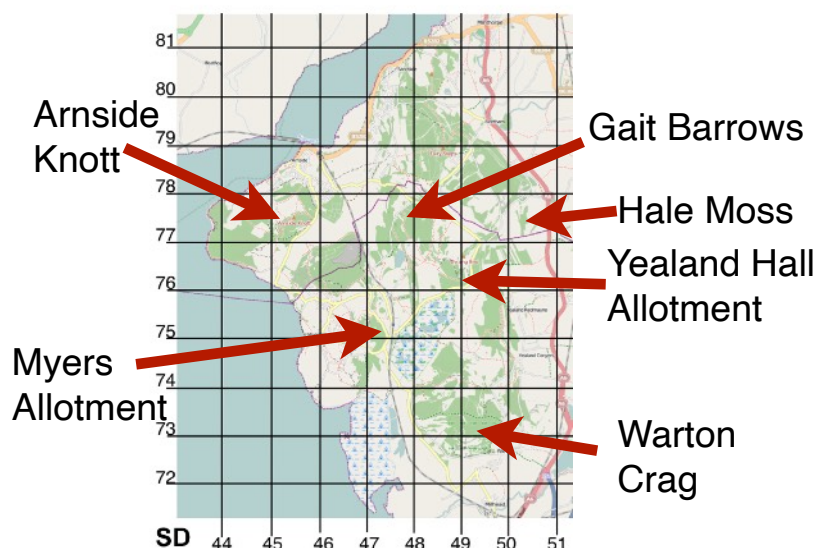 81
80
79
78
77
76
75
74
73
72
Arnside
Knott
Gait Barrows
Hale Moss
Yealand Hall
Allotment
Myers
Allotment
Warton
Crag
SD 44 45 46 47 48 49 50 51